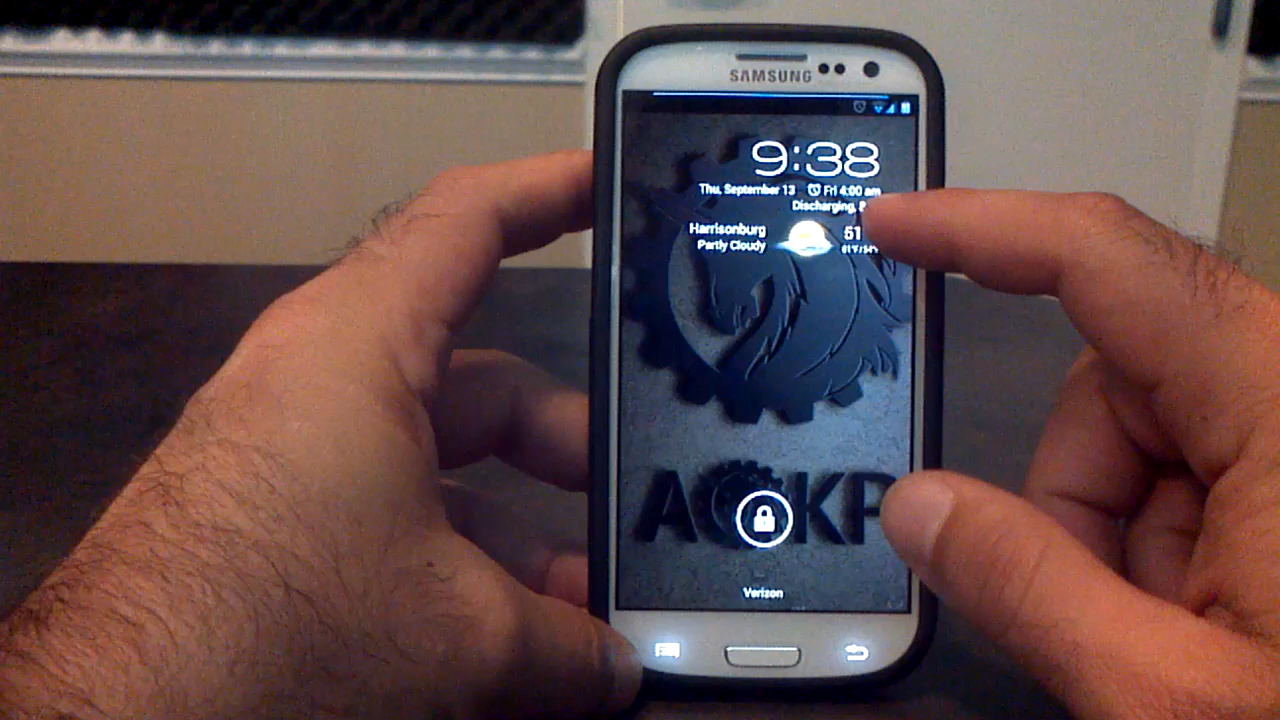 SAMSUNG
9:38
Thu, September 13 Fri 4:00 am
Discharging,
Harrisonburg
51
Partly Cloudy
AOKP
Verizon